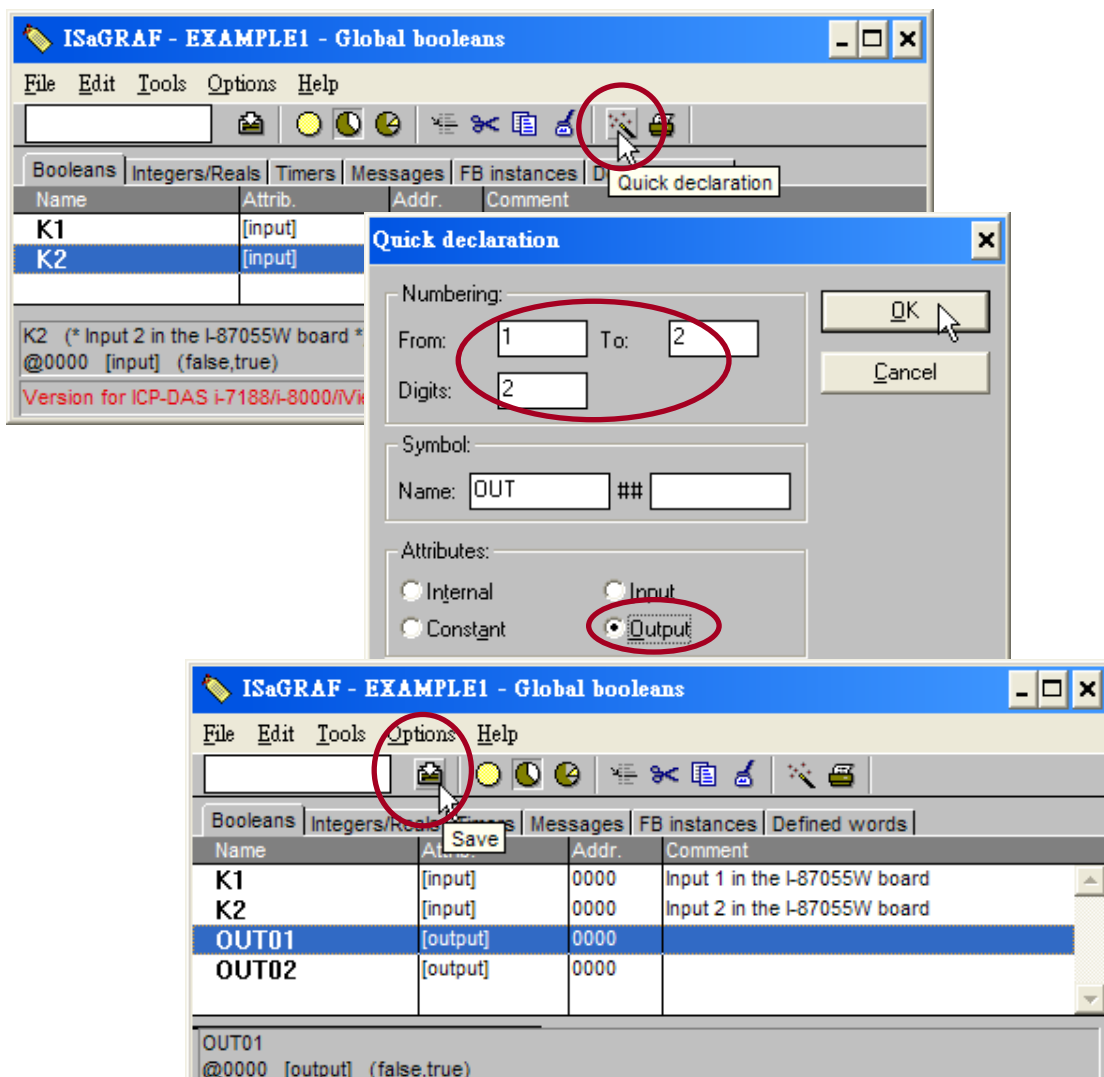 ISaGRAF - EXAMPLE1 - Global booleans
File Edit Tools Options Help
Booleans Integers/Reals Timers Messages FB instances
Quick declaration
Name Attrib. Addr. Comment
K1 [input]
K2 [input]
K2 (* Input 2 in the I-87055W board *
@0000 [input] (false,true)
Version for ICP-DAS i-7188/i-8000/iVi
Quick declaration
Numbering:
From: 1 To: 2
Digits: 2
OK
Cancel
Symbol:
Name: OUT ##
Attributes:
Internal Input
Constant Output
ISaGRAF - EXAMPLE1 - Global booleans
File Edit Tools Options Help
Booleans Integers/Reals Timers Messages FB instances Defined words
Save
Name Attrib. Addr. Comment
K1 [input] 0000 Input 1 in the I-87055W board
K2 [input] 0000 Input 2 in the I-87055W board
OUT01 [output] 0000
OUT02 [output] 0000
OUT01
@0000 [output] (false,true)